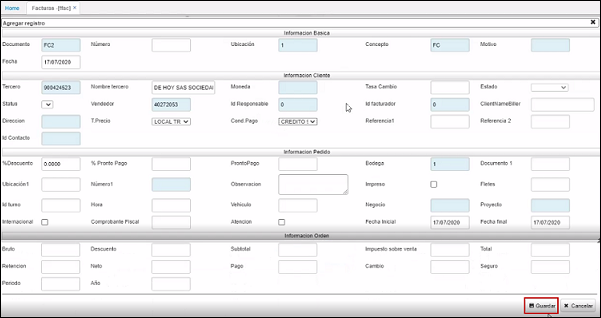 Home Facturas -[ffac] ×
Agregar registro
Informacion Basica
Documento FC2 Número Ubicación 1 Concepto FC Motivo
Fecha 17/07/2020
Informacion Cliente
Tercero 900424523 Nombre tercero DE HOY SAS SOCIEDAD Moneda Tasa Cambio Estado
Status Vendedor 40272053 Id Responsable 0 Id facturador 0 ClientNameBiller
Direccion T.Precio LOCAL TR Cond.Pago CREDITO Referencia1 Referencia 2
Id Contacto
Informacion Pedido
%Descuento 0.0000 % Pronto Pago ProntoPago Bodega 1 Documento 1
Ubicación1 Número1 Observacion Impreso Fletes
Id turno Hora Vehiculo Negocio Proyecto
Internacional Comprobante Fiscal Atencion Fecha Inicial 17/07/2020 Fecha final 17/07/2020
Informacion Orden
Bruto Descuento Subtotal Impuesto sobre venta Total
Retencion Neto Pago Cambio Seguro
Periodo Año
Guardar Cancelar